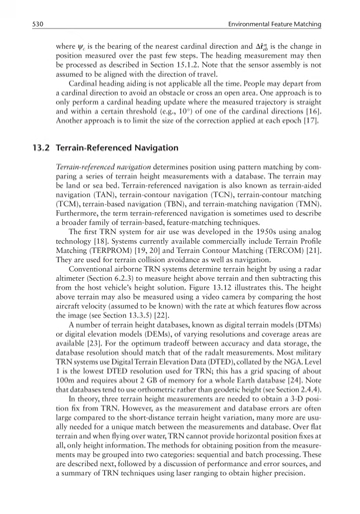 530 Environmental Feature Matching
where ψc is the bearing of the nearest cardinal direction and is the change in
position measured over the past few steps. The heading measurement may then
be processed as described in Section 15.1.2. Note that the sensor assembly is not
assumed to be aligned with the direction of travel.
Cardinal heading aiding is not applicable all the time. People may depart from
a cardinal direction to avoid an obstacle or cross an open area. One approach is to
only perform a cardinal heading update where the measured trajectory is straight
and within a certain threshold (e.g., 10°) of one of the cardinal directions [16].
Another approach is to limit the size of the correction applied at each epoch [17].
13.2 Terrain-Referenced Navigation
Terrain-referenced navigation determines position using pattern matching by com-
paring a series of terrain height measurements with a database. The terrain may
be land or sea bed. Terrain-referenced navigation is also known as terrain-aided
navigation (TAN), terrain-contour navigation (TCN), terrain-contour matching
(TCM), terrain-based navigation (TBN), and terrain-matching navigation (TMN).
Furthermore, the term terrain-referenced navigation is sometimes used to describe
a broader family of terrain-based, feature-matching techniques.
The first TRN system for air use was developed in the 1950s using analog
technology [18]. Systems currently available commercially include Terrain Profile
Matching (TERPROM) [19, 20] and Terrain Contour Matching (TERCOM) [21].
They are used for terrain collision avoidance as well as navigation.
Conventional airborne TRN systems determine terrain height by using a radar
altimeter (Section 6.2.3) to measure height above terrain and then subtracting this
from the host vehicle's height solution. Figure 13.12 illustrates this. The height
above terrain may also be measured using a video camera by comparing the host
aircraft velocity (assumed to be known) with the rate at which features flow across
the image (see Section 13.3.5) [22].
A number of terrain height databases, known as digital terrain models (DTMs)
or digital elevation models (DEMs), of varying resolutions and coverage areas are
available [23]. For the optimum tradeoff between accuracy and data storage, the
database resolution should match that of the radalt measurements. Most military
TRN systems use Digital Terrain Elevation Data (DTED), collated by the NGA. Level
1 is the lowest DTED resolution used for TRN; this has a grid spacing of about
100m and requires about 2 GB of memory for a whole Earth database [24]. Note
that databases tend to use orthometric rather than geodetic height (see Section 2.4.4).
In theory, three terrain height measurements are needed to obtain a 3-D posi-
tion fix from TRN. However, as the measurement and database errors are often
large compared to the short-distance terrain height variation, many more are usu-
ally needed for a unique match between the measurements and database. Over flat
terrain and when flying over water, TRN cannot provide horizontal position fixes at
all, only height information. The methods for obtaining position from the measure-
ments may be grouped into two categories: sequential and batch processing. These
are described next, followed by a discussion of performance and error sources, and
a summary of TRN techniques using laser ranging to obtain higher precision.